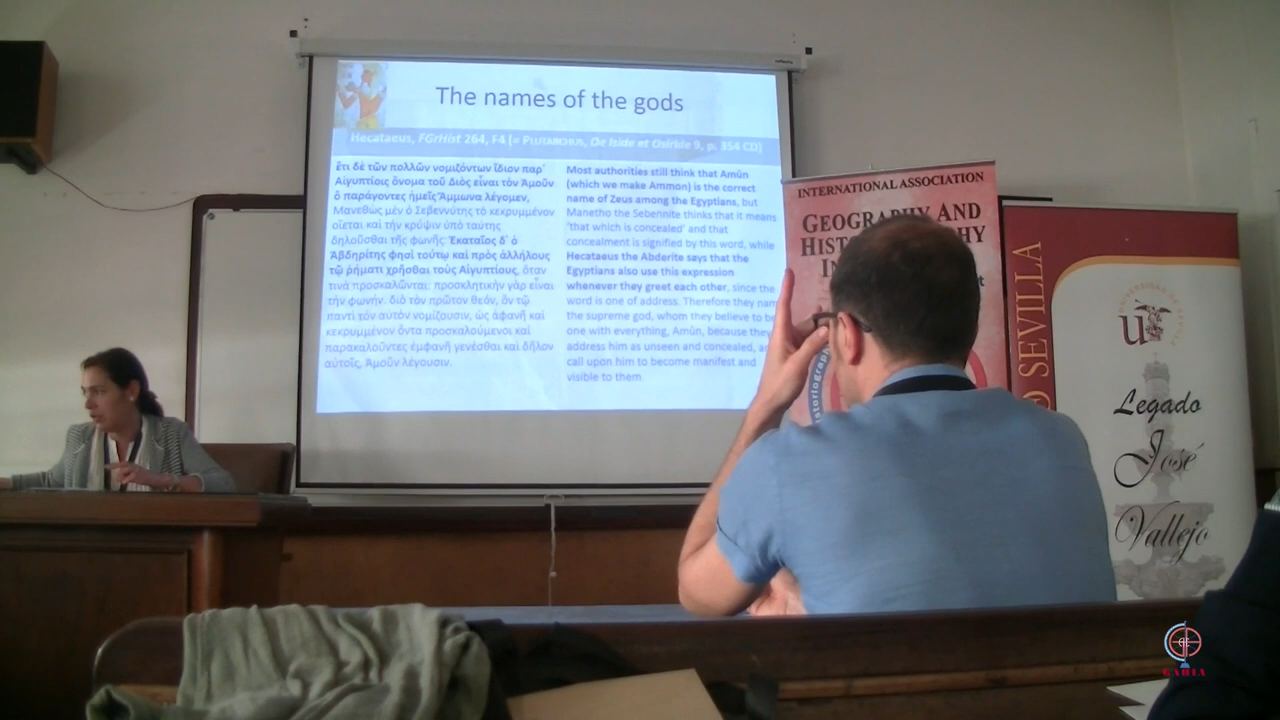 The names of the gods
Hecataeus, FGrHist 264, F4 [= PLUTARCHUS, De Iside et Osiride 9, p. 354 CD]
ἔτι δὲ τῶν πολλῶν νομιζόντων ἴδιον παρ'
Αἰγυπτίοις ὄνομα τοῦ Διὸς εἶναι τὸν Ἀμοῦν
ὃ παράγοντες ἡμεῖς Ἄμμωνα λέγομεν,
Μανεθὼς μὲν ὁ Σεβεννύτης τὸ κεκρυμμένον
οἴεται καὶ τὴν κρύψιν ὑπὸ ταύτης
δηλοῦσθαι τῆς φωνῆς· Ἑκαταῖος δ' ὁ
Ἀβδηρίτης φησὶ τούτῳ καὶ πρὸς ἀλλήλους
τῷ ῥήματι χρῆσθαι τοὺς Αἰγυπτίους, ὅταν
τινὰ προσκαλῶνται· προσκλητικὴν γὰρ εἶναι
τὴν φωνήν. διὸ τὸν πρῶτον θεόν, ὃν τῷ
παντὶ τὸν αὐτὸν νομίζουσιν, ὡς ἀφανῆ καὶ
κεκρυμμένον ὄντα προσκαλούμενοι καὶ
παρακαλοῦντες ἐμφανῆ γενέσθαι καὶ δῆλον
αὐτοῖς, Ἀμοῦν λέγουσιν.
Most authorities still think that Amûn
(which we make Ammon) is the correct
name of Zeus among the Egyptians, but
Manetho the Sebennite thinks that it means
'that which is concealed' and that
concealment is signified by this word, while
Hecataeus the Abderite says that the
Egyptians also use this expression
whenever they greet each other, since the
word is one of address. Therefore they nam
the supreme god, whom they believe to be
one with everything, Amûn, because they
address him as unseen and concealed, an
call upon him to become manifest and
visible to them
INTERNATIONAL ASSOCIATION
GEOGRAPHY AND
HIST HY
IN
t
storiograp
SEVILLA
U
Legado
José
Vallejo
GAHIA